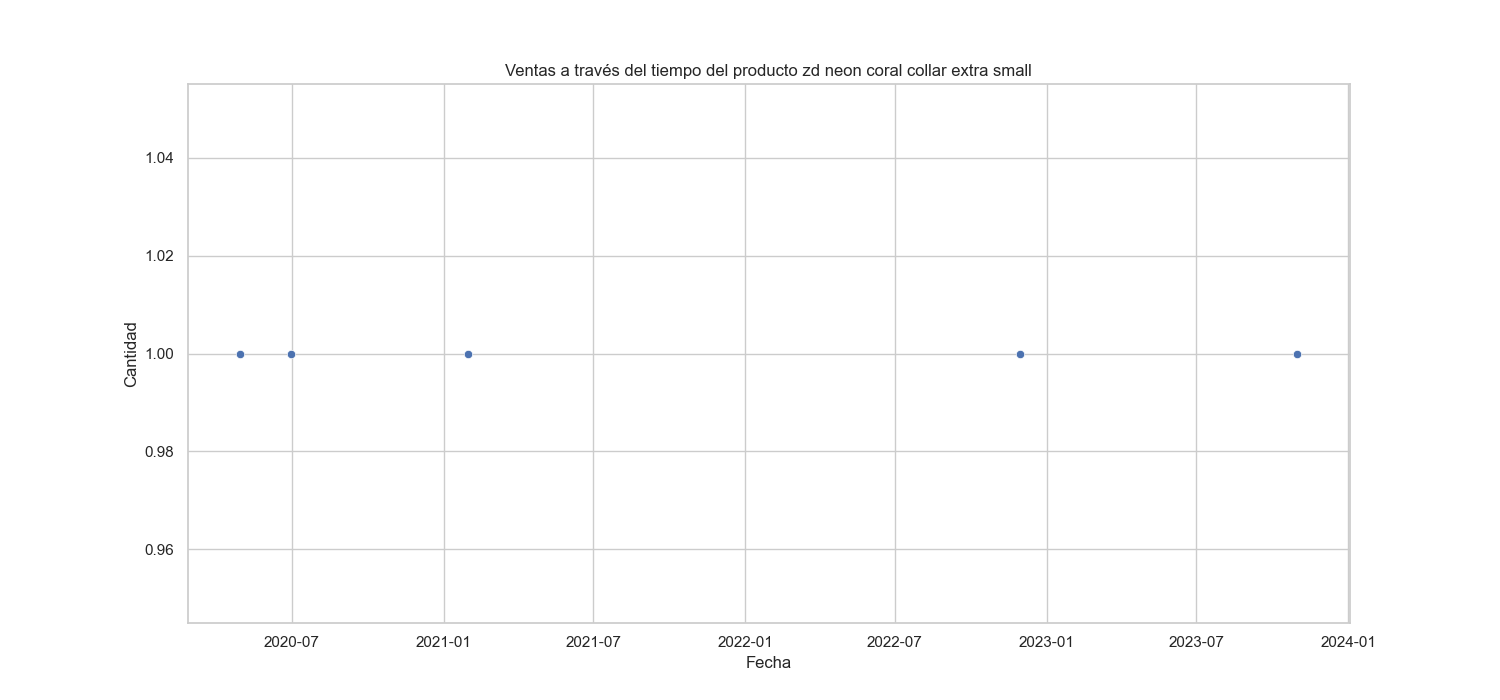 Ventas a través del tiempo del producto zd neon coral collar extra small
1.04
1.02
1.00
0.98
0.96
Cantidad
2020-07 2021-01 2021-07 2022-01 2022-07 2023-01 2023-07 2024-01
Fecha